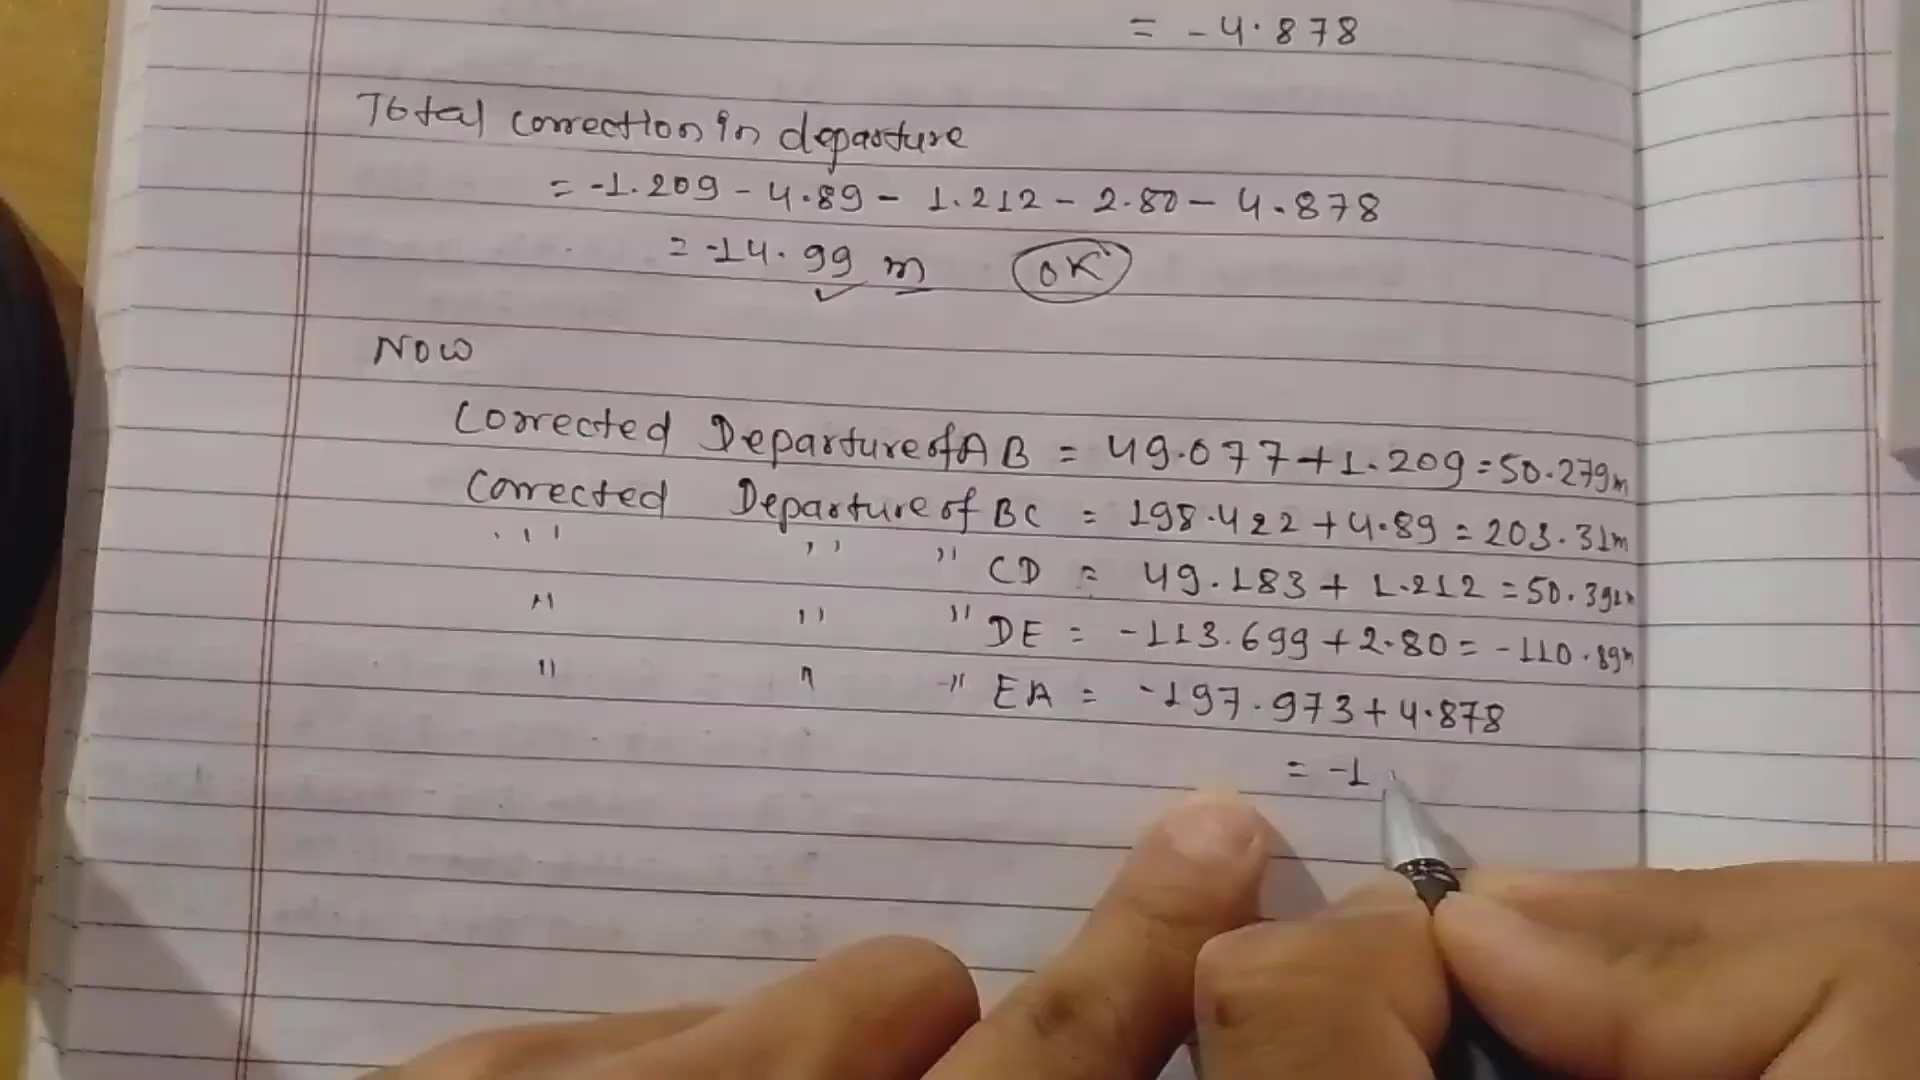 = -4.878
Total correction in departure
= -1.209 - 4.89 - 1.212 - 2.80 - 4.878
= -14.99 m OK
Now
Corrected Departure of AB = 49.077 + 1.209 = 50.279m
Corrected Departure of BC = 198.422 + 4.89 = 203.31m
" " " CD = 49.183 + 1.212 = 50.391m
" " " DE = -113.699 + 2.80 = -110.89m
" " " EA = -197.973 + 4.878
= -1